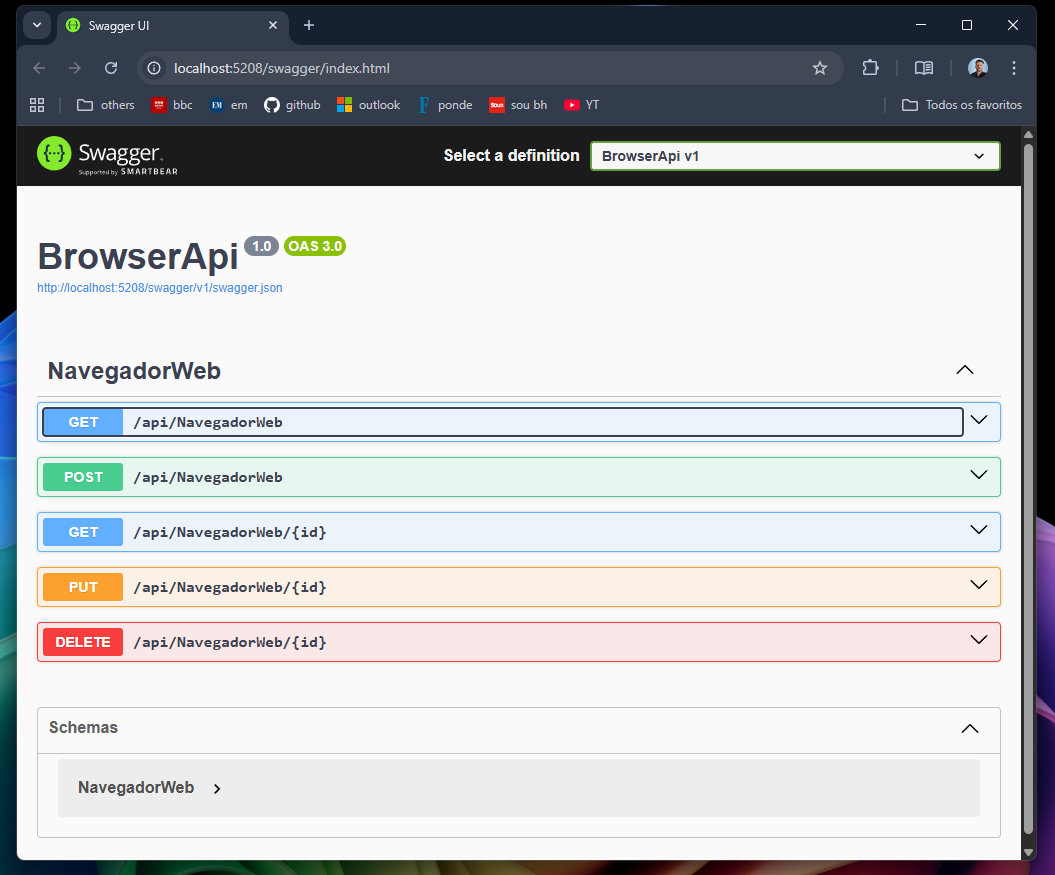 Swagger UI
localhost:5208/swagger/index.html
others bbc EM em github outlook F ponde sou bh YT Todos os favoritos
{··} Swagger Select a definition BrowserApi v1
Supported by SMARTBEAR
BrowserApi 1.0 OAS 3.0
http://localhost:5208/swagger/v1/swagger.json
NavegadorWeb
GET /api/NavegadorWeb
POST /api/NavegadorWeb
GET /api/NavegadorWeb/{id}
PUT /api/NavegadorWeb/{id}
DELETE /api/NavegadorWeb/{id}
Schemas
NavegadorWeb